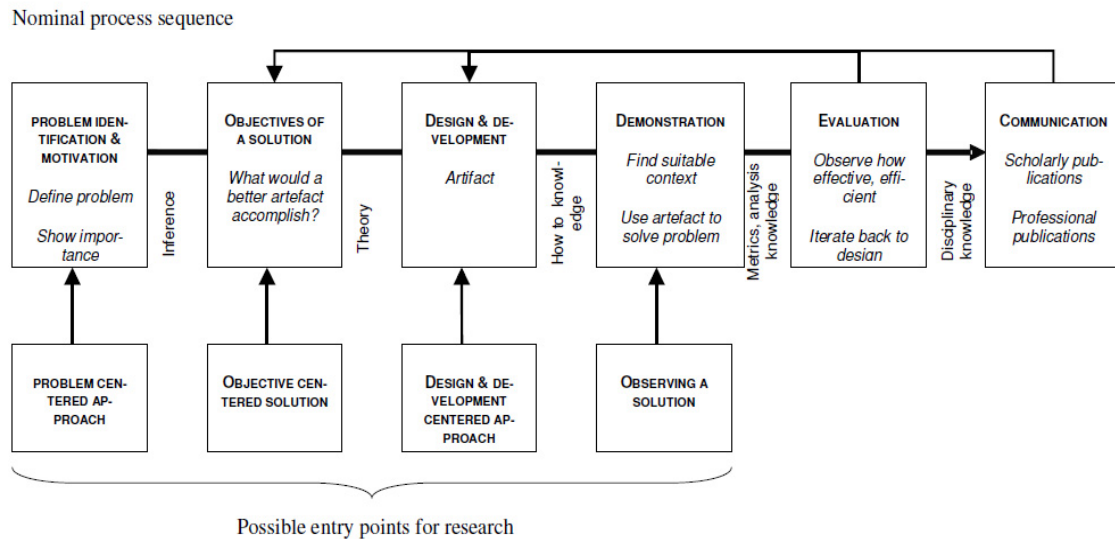 Nominal process sequence
PROBLEM IDEN-
TIFICATION &
MOTIVATION
Define problem
Show impor-
tance
Inference
OBJECTIVES OF
A SOLUTION
What would a
better artefact
accomplish?
Theory
DESIGN & DE-
VELOPMENT
Artifact
How to knowl-
edge
DEMONSTRATION
Find suitable
context
Use artefact to
solve problem
Metrics, analysis
knowledge
EVALUATION
Observe how
effective, effi-
cient
Iterate back to
design
Disciplinary
knowledge
COMMUNICATION
Scholarly pub-
lications
Professional
publications
PROBLEM CEN-
TERED AP-
PROACH
OBJECTIVE CEN-
TERED SOLUTION
DESIGN & DE-
VELOPMENT
CENTERED AP-
PROACH
OBSERVING A
SOLUTION
Possible entry points for research